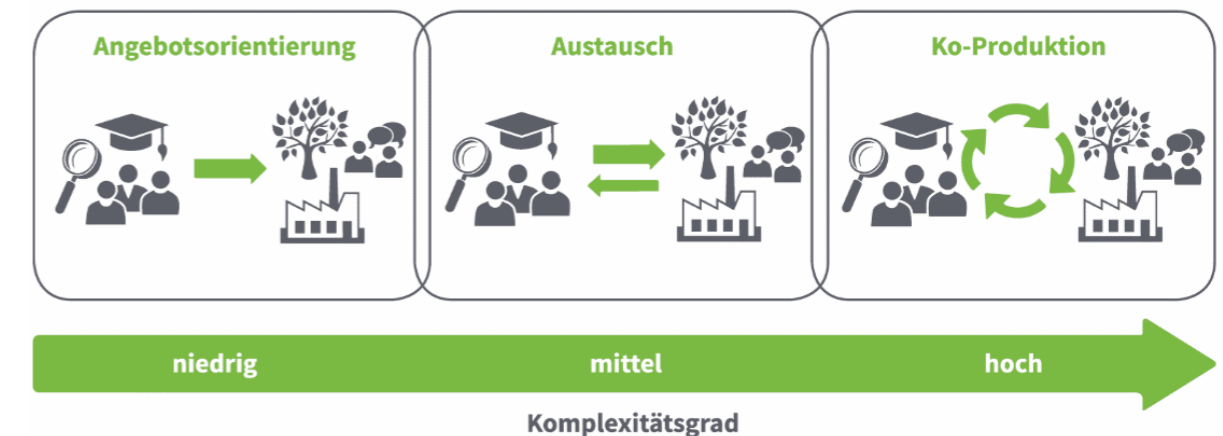 Angebotsorientierung
Austausch
Ko-Produktion
niedrig
mittel
hoch
Komplexitätsgrad